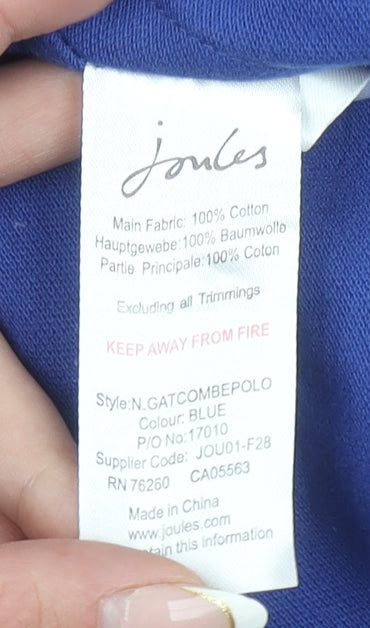 Joules
Main Fabric: 100% Cotton
Hauptgewebe:100% Baumwolle
Partie Principale:100% Coton
Excluding all Trimmings
KEEP AWAY FROM FIRE
Style:N.GATCOMBEPOLO
Colour: BLUE
P/O No:17010
Supplier Code: JOU01-F28
RN 76260 CA05563
Made in China
www.joules.com
this information